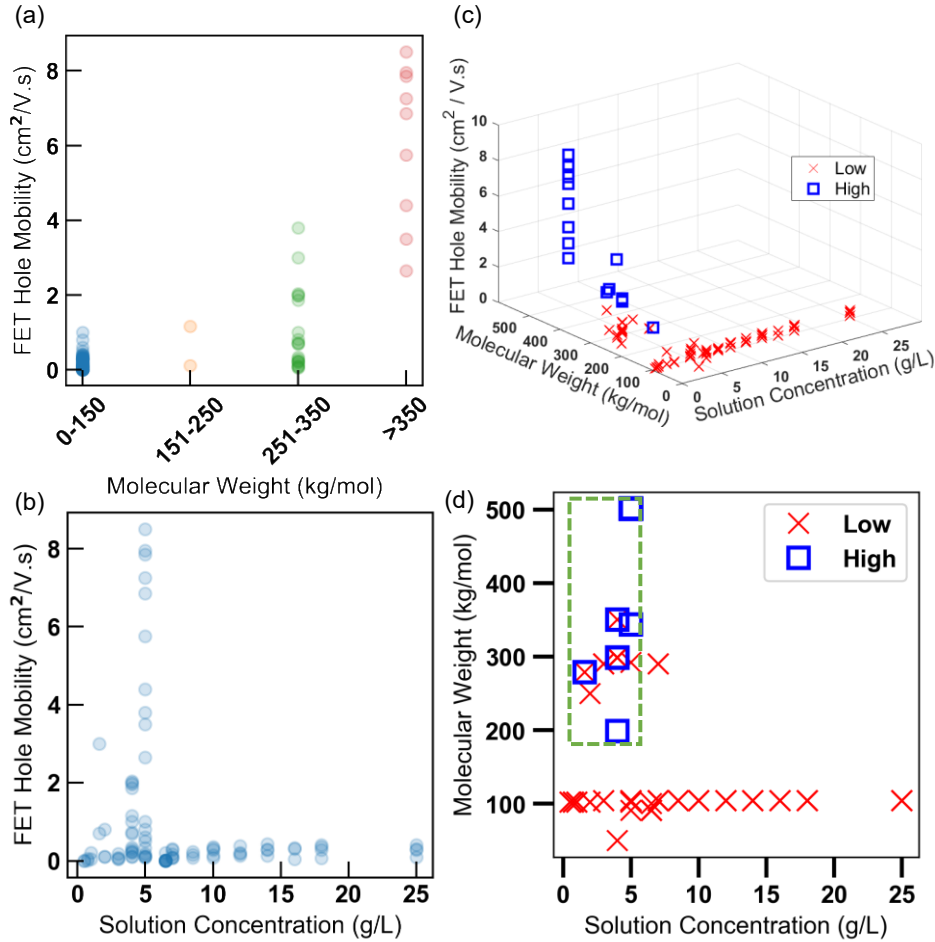 (a)
FET Hole Mobility (cm²/V.s)
8
6
4
2
0
0-150
151-250
251-350
>350
Molecular Weight (kg/mol)
(c)
FET Hole Mobility (cm² / V.s)
10
8
6
4
2
0
500
400
300
200
100
0
Molecular Weight (kg/mol)
0
5
10
15
20
25
Solution Concentration (g/L)
Low
High
(b)
FET Hole Mobility (cm²/V.s)
8
6
4
2
0
0 5 10 15 20 25
Solution Concentration (g/L)
(d)
Molecular Weight (kg/mol)
500
400
300
200
100
Low
High
0 5 10 15 20 25
Solution Concentration (g/L)